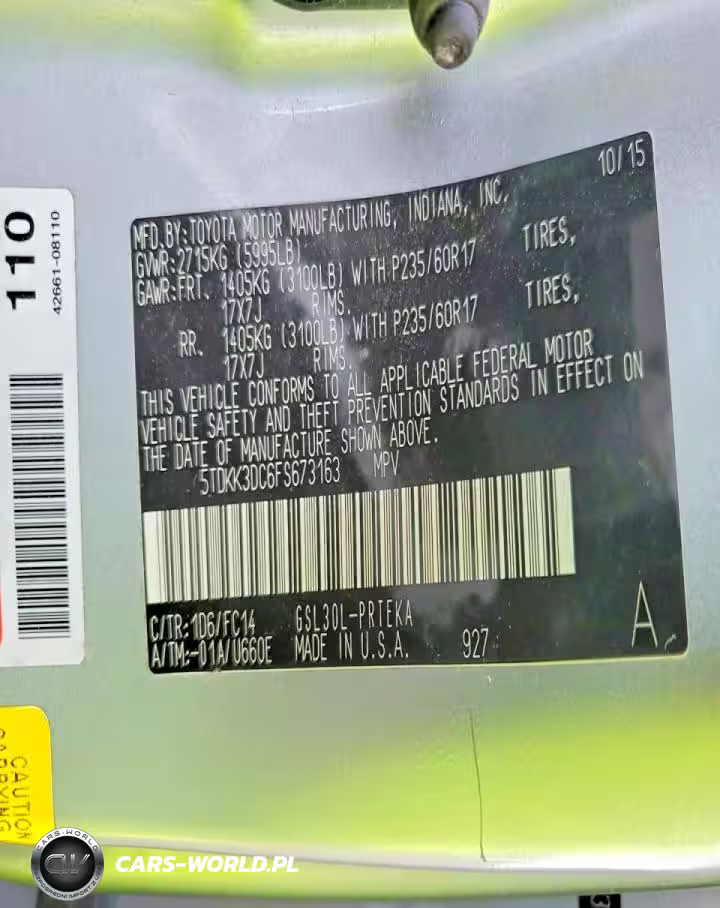 10/15
MFD.BY:TOYOTA MOTOR MANUFACTURING, INDIANA, INC.
GVWR:2715KG (5995LB)
GAWR:FRT. 1405KG (3100LB) WITH P235/60R17 TIRES,
17X7J RIMS.
RR. 1405KG (3100LB) WITH P235/60R17 TIRES,
17X7J RIMS.
THIS VEHICLE CONFORMS TO ALL APPLICABLE FEDERAL MOTOR
VEHICLE SAFETY AND THEFT PREVENTION STANDARDS IN EFFECT ON
THE DATE OF MANUFACTURE SHOWN ABOVE.
5TDKK3DC6FS673163 MPV
C/TR:1D6/FC14 GSL30L-PRTEKA
A/TM:-01A/U660E MADE IN U.S.A. 927
A
110
42661-08110
CAUTION
CARS-WORLD
CW
CARS-WORLD.PL